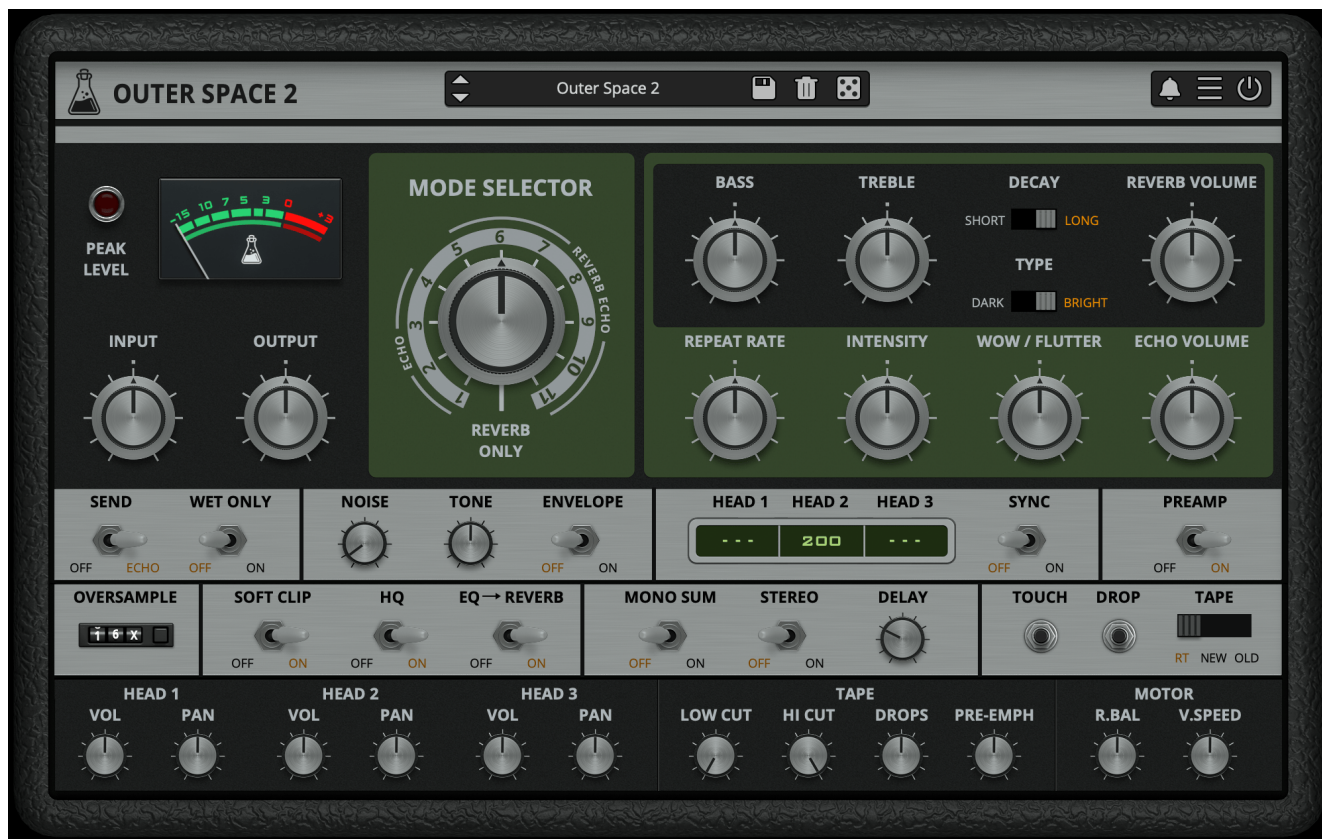 OUTER SPACE 2
Outer Space 2
PEAK
LEVEL
-15 10 7 5 3 0 +3
INPUT
OUTPUT
MODE SELECTOR
1 2 3 4 5 6 7 8 9 10 11
ECHO
REVERB ECHO
REVERB
ONLY
BASS
TREBLE
DECAY
SHORT LONG
TYPE
DARK BRIGHT
REVERB VOLUME
REPEAT RATE
INTENSITY
WOW / FLUTTER
ECHO VOLUME
SEND
OFF ECHO
WET ONLY
OFF ON
NOISE
TONE
ENVELOPE
OFF ON
HEAD 1 HEAD 2 HEAD 3
--- 200 ---
SYNC
OFF ON
PREAMP
OFF ON
OVERSAMPLE
16X
SOFT CLIP
OFF ON
HQ
OFF ON
EQ→REVERB
OFF ON
MONO SUM
OFF ON
STEREO
OFF ON
DELAY
TOUCH
DROP
TAPE
RT NEW OLD
HEAD 1
VOL PAN
HEAD 2
VOL PAN
HEAD 3
VOL PAN
TAPE
LOW CUT HI CUT DROPS PRE-EMPH
MOTOR
R.BAL V.SPEED